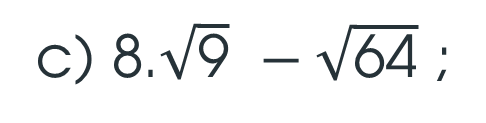 c) 8.√9 − √64 ;